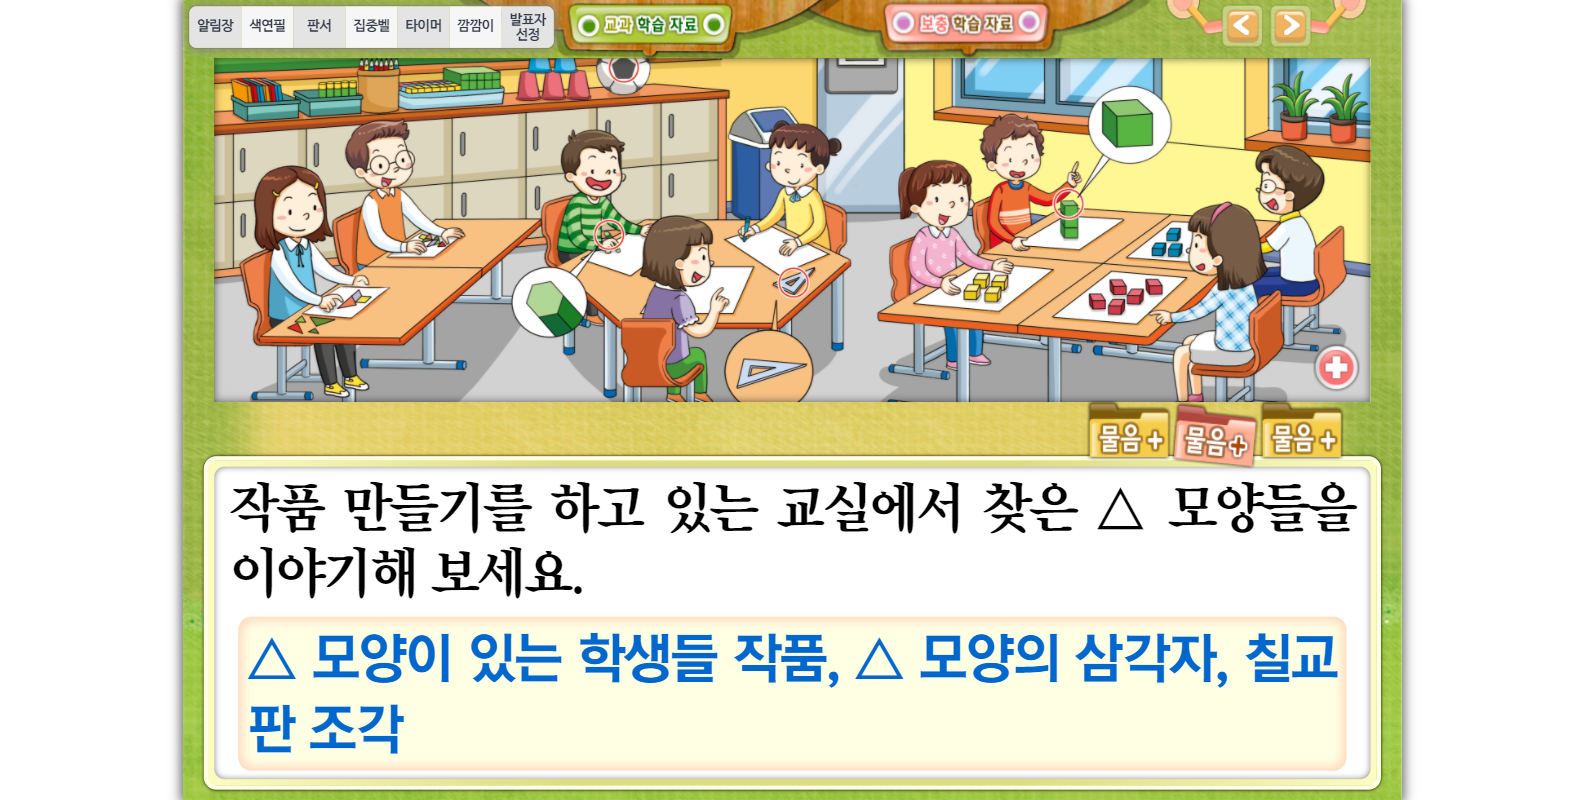 알림장 색연필 판서 집중벨 타이머 깜깜이 발표자
선정
교과 학습 자료
보충 학습 자료
물음+ 물음+ 물음+
작품 만들기를 하고 있는 교실에서 찾은 △ 모양들을
이야기해 보세요.
△ 모양이 있는 학생들 작품, △ 모양의 삼각자, 칠교
판 조각